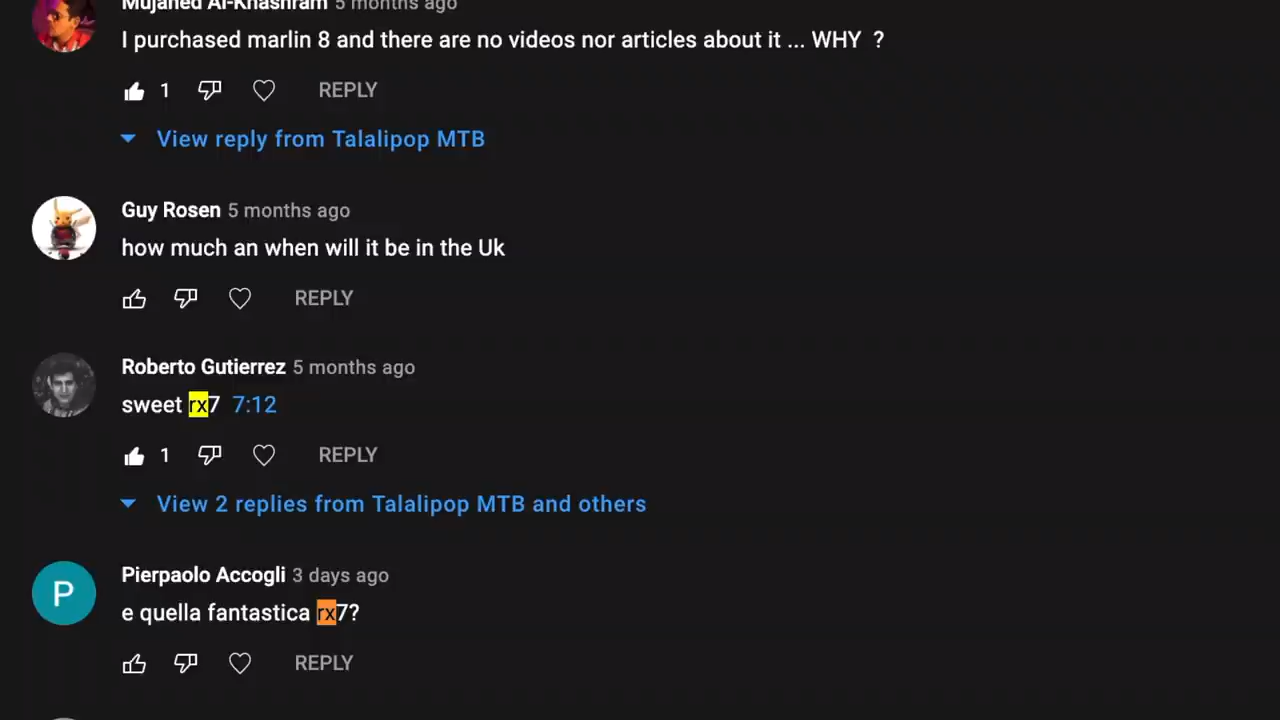 Mujahed Al-Khashram 5 months ago
I purchased marlin 8 and there are no videos nor articles about it ... WHY ?
1 REPLY
View reply from Talalipop MTB
Guy Rosen 5 months ago
how much an when will it be in the Uk
REPLY
Roberto Gutierrez 5 months ago
sweet rx7 7:12
1 REPLY
View 2 replies from Talalipop MTB and others
P
Pierpaolo Accogli 3 days ago
e quella fantastica rx7?
REPLY